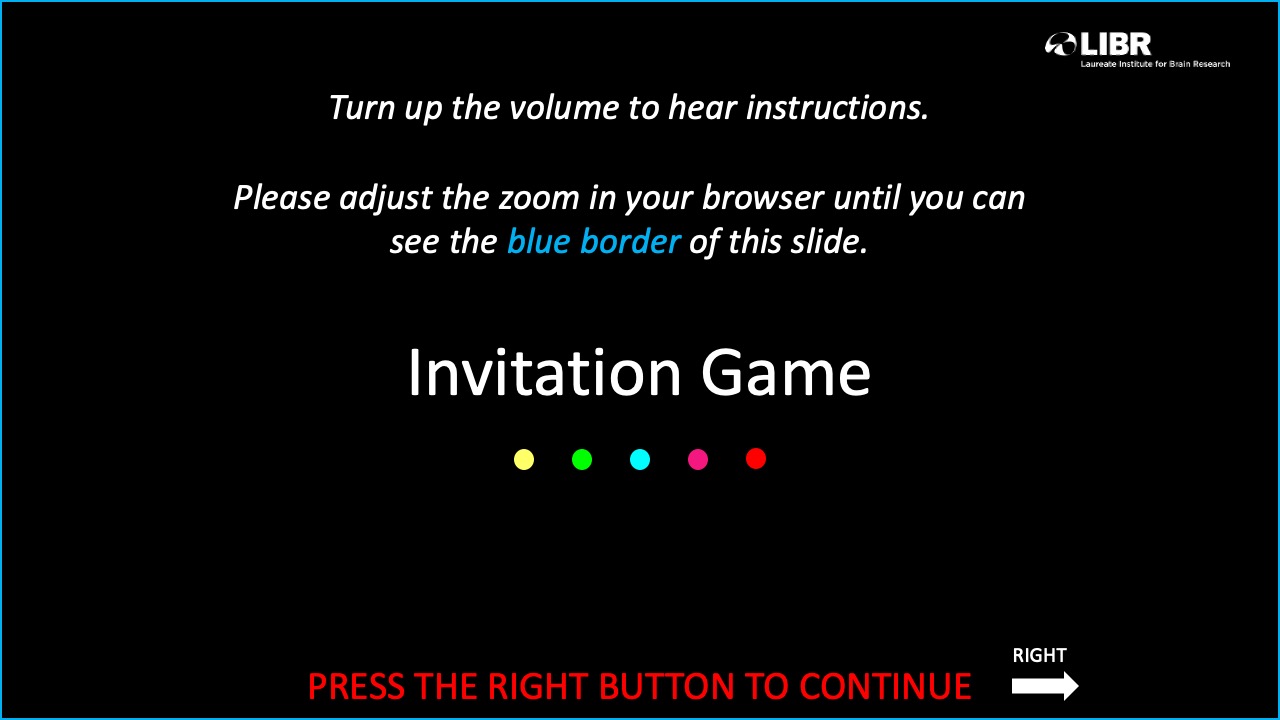 LIBR
Laureate Institute for Brain Research
Turn up the volume to hear instructions.
Please adjust the zoom in your browser until you can
see the blue border of this slide.
Invitation Game
RIGHT
PRESS THE RIGHT BUTTON TO CONTINUE